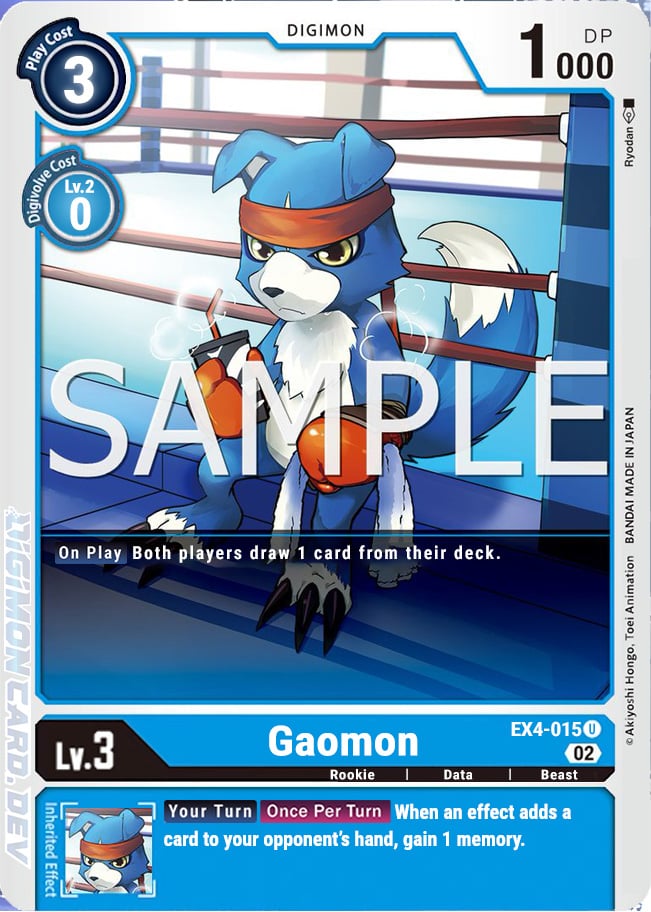 DIGIMON
Play Cost
3
1000
DP
Digivolve Cost
Lv.2
0
Ryodan
SAMPLE
On Play Both players draw 1 card from their deck.
© Akiyoshi Hongo, Toei Animation BANDAI MADE IN JAPAN
DIGIMONCARD.DEV
Lv.3
Gaomon
EX4-015 U
02
Rookie | Data | Beast
Inherited Effect
Your Turn Once Per Turn When an effect adds a
card to your opponent's hand, gain 1 memory.